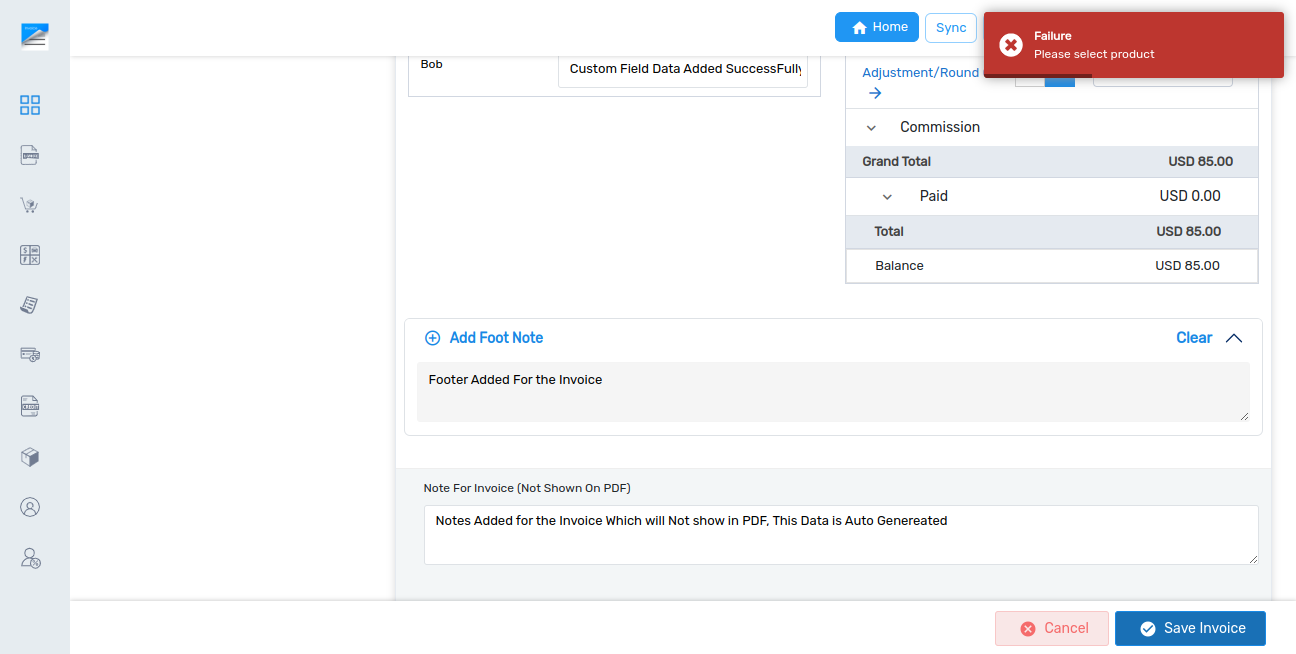 Home
Sync
Failure
Please select product
Bob
Custom Field Data Added SuccessFully
Adjustment/Round
Commission
Grand Total USD 85.00
Paid USD 0.00
Total USD 85.00
Balance USD 85.00
Add Foot Note
Clear
Footer Added For the Invoice
Note For Invoice (Not Shown On PDF)
Notes Added for the Invoice Which will Not show in PDF, This Data is Auto Genereated
Cancel
Save Invoice